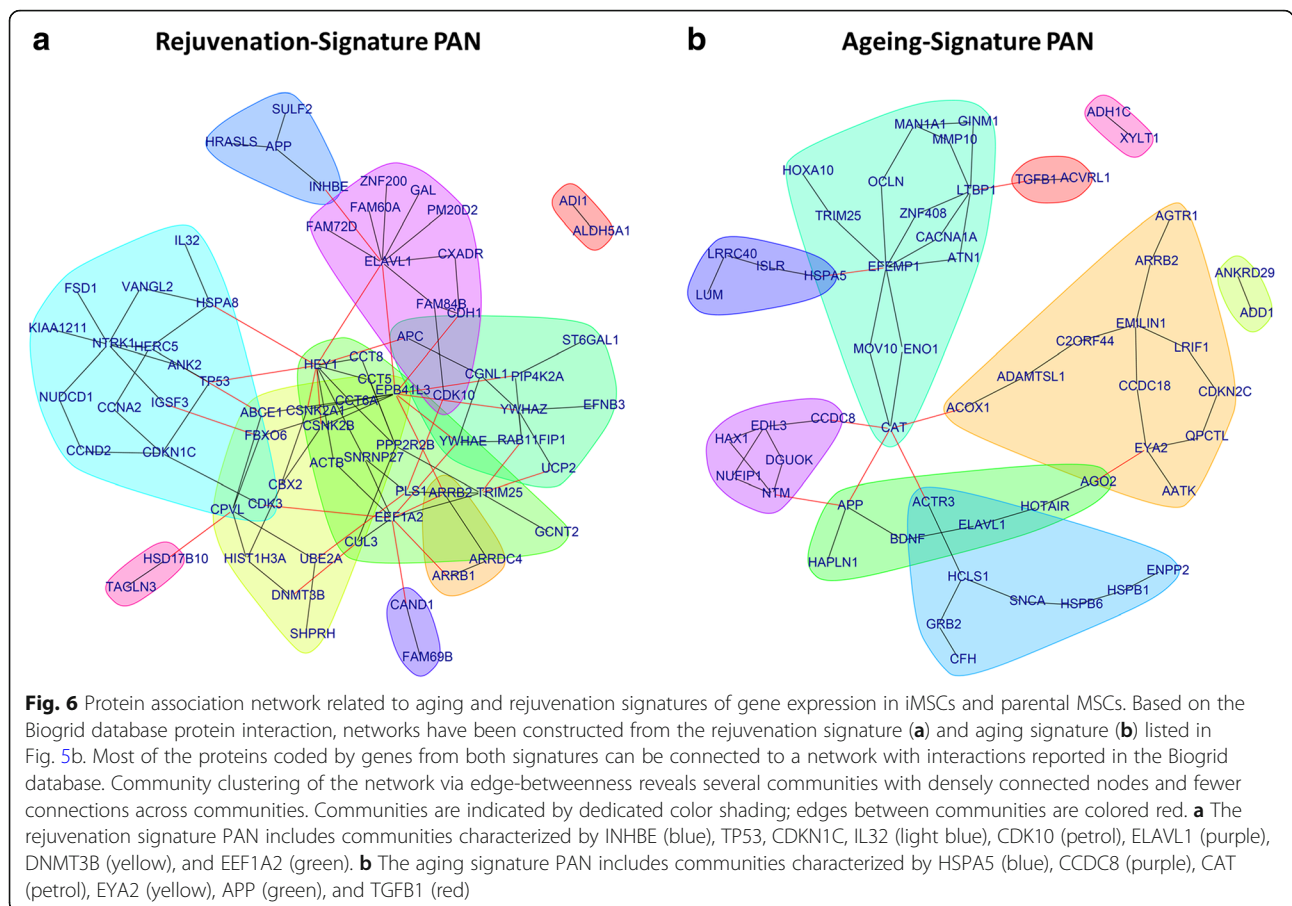 a Rejuvenation-Signature PAN
SULF2
HRASLS
APP
INHBE
ZNF200
GAL
FAM60A
PM20D2
FAM72D
ELAVL1
CXADR
FAM84B
CDH1
ADI1
ALDH5A1
IL32
FSD1
VANGL2
HSPA8
KIAA1211
NTRK1
HERC5
ANK2
TP53
NUDCD1
CCNA2
IGSF3
CCND2
CDKN1C
ABCE1
FBXO6
HEY1
CCT8
CCT5
CCT6A
EPB41L3
CSNK2A1
CSNK2B
APC
CGNL1
ST6GAL1
PIP4K2A
CDK10
YWHAZ
EFNB3
YWHAE
RAB11FIP1
UCP2
PPP2R2B
SNRNP27
ACTB
CBX2
CDK3
PLS1
ARRB2
TRIM25
CPVL
EEF1A2
CUL3
GCNT2
HSD17B10
TAGLN3
HIST1H3A
UBE2A
DNMT3B
SHPRH
ARRDC4
ARRB1
CAND1
FAM69B
b Ageing-Signature PAN
ADH1C
XYLT1
MAN1A1
GINM1
MMP10
HOXA10
OCLN
LTBP1
TGFB1
ACVRL1
TRIM25
ZNF408
CACNA1A
ATN1
LRRC40
ISLR
HSPA5
EFEMP1
LUM
AGTR1
ARRB2
ANKRD29
ADD1
EMILIN1
C2ORF44
LRIF1
MOV10
ENO1
ADAMTSL1
CCDC18
CDKN2C
ACOX1
CCDC8
CAT
EDIL3
HAX1
DGUOK
NUFIP1
NTM
QPCTL
EYA2
AATK
AGO2
APP
ACTR3
HOTAIR
ELAVL1
BDNF
HAPLN1
HCLS1
ENPP2
HSPB1
SNCA
HSPB6
GRB2
CFH
Fig. 6 Protein association network related to aging and rejuvenation signatures of gene expression in iMSCs and parental MSCs. Based on the
Biogrid database protein interaction, networks have been constructed from the rejuvenation signature (a) and aging signature (b) listed in
Fig. 5b. Most of the proteins coded by genes from both signatures can be connected to a network with interactions reported in the Biogrid
database. Community clustering of the network via edge-betweenness reveals several communities with densely connected nodes and fewer
connections across communities. Communities are indicated by dedicated color shading; edges between communities are colored red. a The
rejuvenation signature PAN includes communities characterized by INHBE (blue), TP53, CDKN1C, IL32 (light blue), CDK10 (petrol), ELAVL1 (purple),
DNMT3B (yellow), and EEF1A2 (green). b The aging signature PAN includes communities characterized by HSPA5 (blue), CCDC8 (purple), CAT
(petrol), EYA2 (yellow), APP (green), and TGFB1 (red)